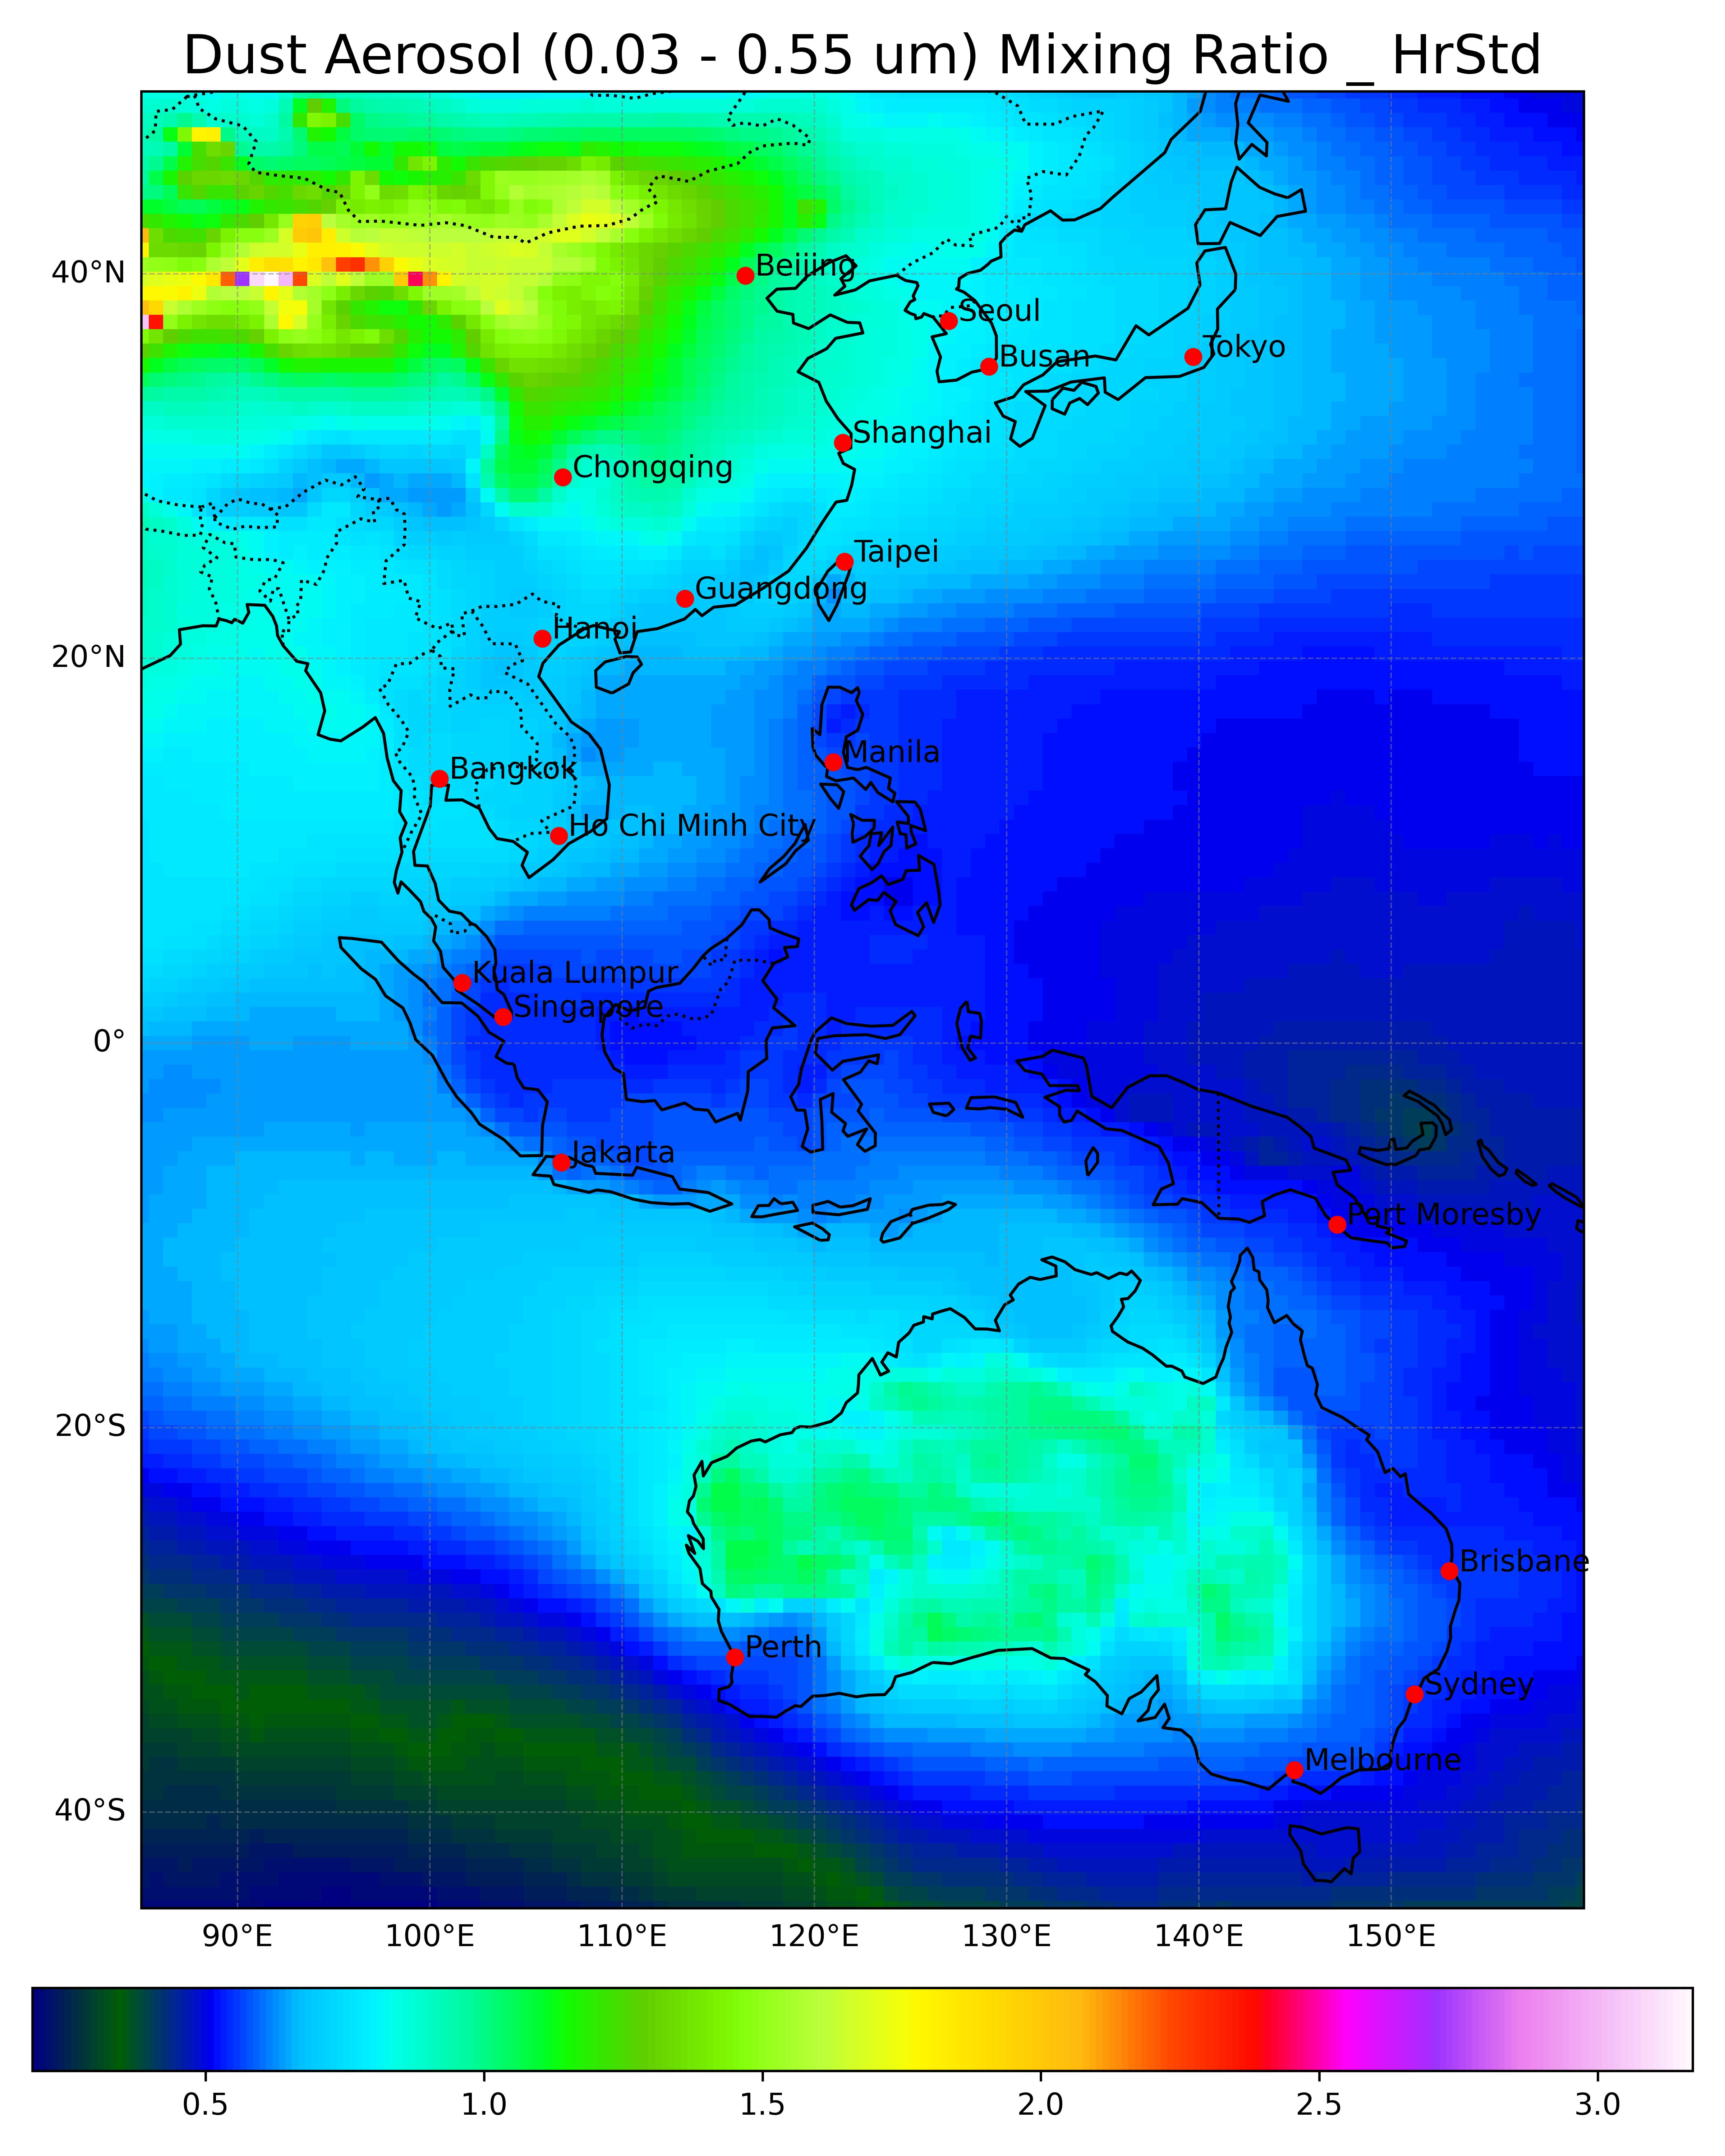 Dust Aerosol (0.03 - 0.55 um) Mixing Ratio _ HrStd
40°N
Beijing
Seoul
Tokyo
Busan
Shanghai
Chongqing
Taipei
Guangdong
Hanoi
20°N
Manila
Bangkok
Ho Chi Minh City
Kuala Lumpur
Singapore
0°
Jakarta
Port Moresby
20°S
Brisbane
Perth
Sydney
Melbourne
40°S
90°E 100°E 110°E 120°E 130°E 140°E 150°E
0.5 1.0 1.5 2.0 2.5 3.0